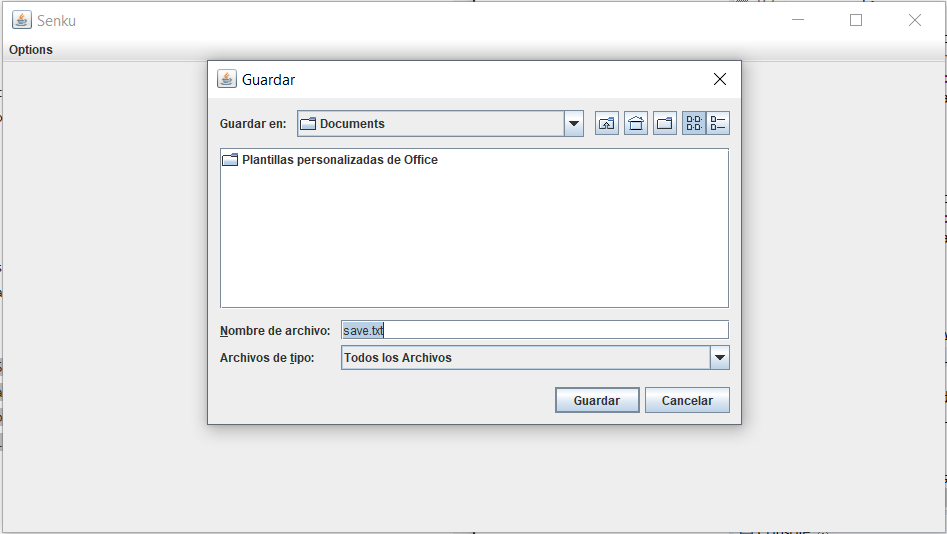 Senku
Options
Guardar
Guardar en: Documents
Plantillas personalizadas de Office
Nombre de archivo: save.txt
Archivos de tipo: Todos los Archivos
Guardar Cancelar